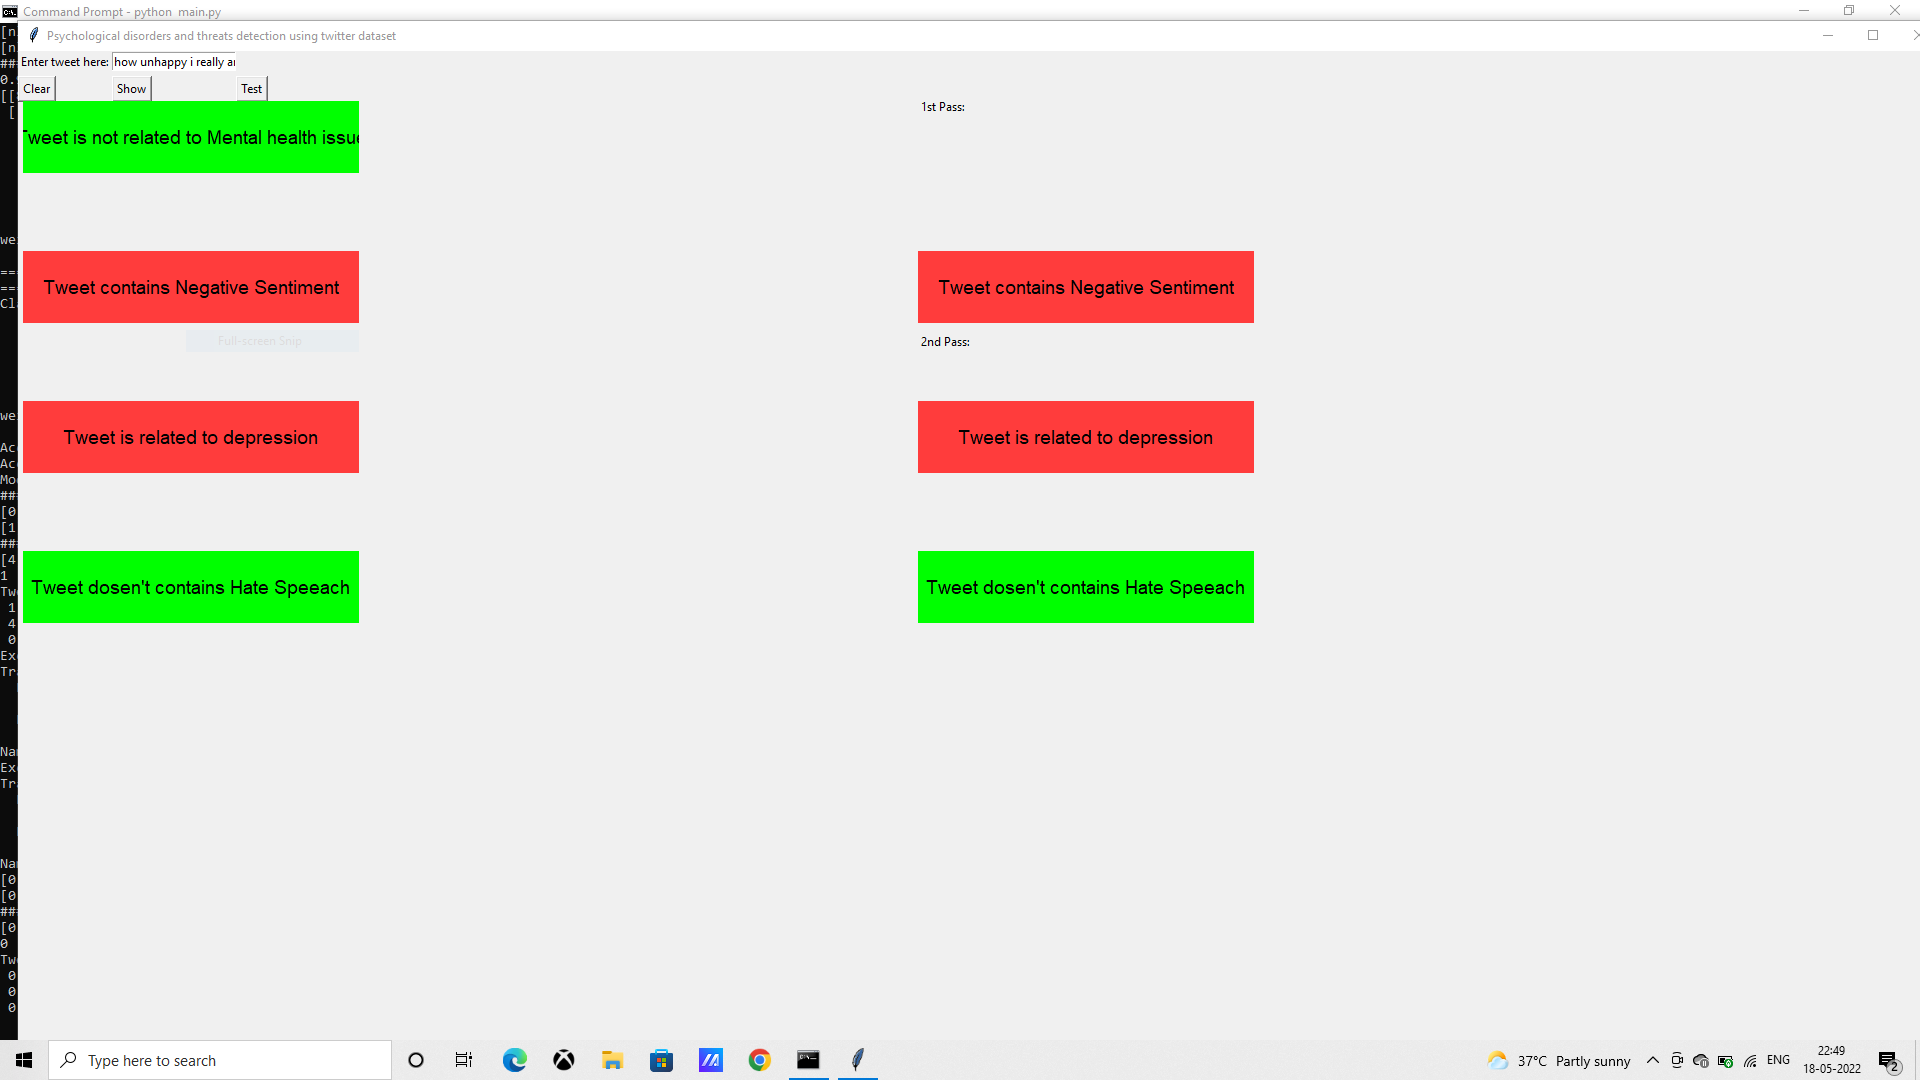 Command Prompt - python  main.py
Psychological disorders and threats detection using twitter dataset
Enter tweet here: how unhappy i really
Clear Show Test
Tweet is not related to Mental health issue
1st Pass:
Tweet contains Negative Sentiment
Tweet contains Negative Sentiment
Full-screen Snip
2nd Pass:
Tweet is related to depression
Tweet is related to depression
Tweet dosen't contains Hate Speeach
Tweet dosen't contains Hate Speeach
[n
[n
##
0.
[[
[
we
==
==
Cl
we
Ac
Ac
Mo
##
[0
[1
##
[4
1
Tw
1
4
0
Ex
Tr
Na
Ex
Tr
Na
[0
[0
##
[0
0
Tw
0
0
0
Type here to search
37°C Partly sunny
ENG
22:49
18-05-2022
2